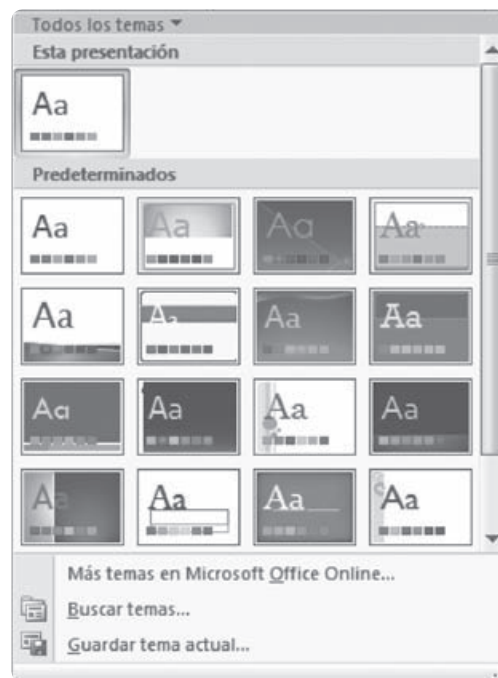 Todos los temas
Esta presentación
Aa
Predeterminados
Aa Aa Aa Aa
Aa Aa Aa Aa
Aa Aa Aa Aa
Aa Aa Aa Aa
Más temas en Microsoft Office Online...
Buscar temas...
Guardar tema actual...